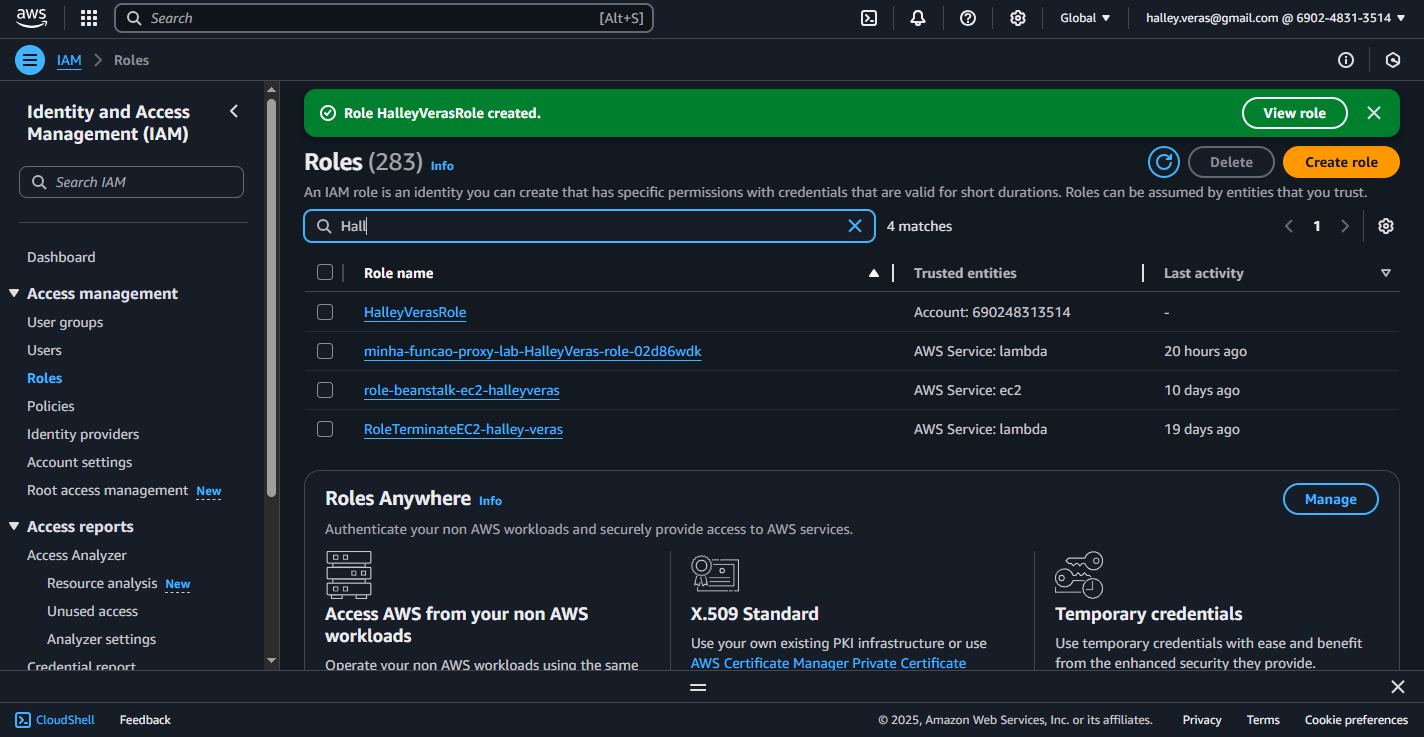 aws
Search [Alt+S]
Global
halley.veras@gmail.com @ 6902-4831-3514
IAM
Roles
Identity and Access
Management (IAM)
Search IAM
Dashboard
Access management
User groups
Users
Roles
Policies
Identity providers
Account settings
Root access management New
Access reports
Access Analyzer
Resource analysis New
Unused access
Analyzer settings
Credential report
Role HalleyVerasRole created.
View role
Roles (283) Info
Delete
Create role
An IAM role is an identity you can create that has specific permissions with credentials that are valid for short durations. Roles can be assumed by entities that you trust.
Hall
4 matches
1
Role name Trusted entities Last activity
HalleyVerasRole Account: 690248313514 -
minha-funcao-proxy-lab-HalleyVeras-role-02d86wdk AWS Service: lambda 20 hours ago
role-beanstalk-ec2-halleyveras AWS Service: ec2 10 days ago
RoleTerminateEC2-halley-veras AWS Service: lambda 19 days ago
Roles Anywhere Info
Manage
Authenticate your non AWS workloads and securely provide access to AWS services.
Access AWS from your non AWS
workloads
Operate your non AWS workloads using the same
X.509 Standard
Use your own existing PKI infrastructure or use
AWS Certificate Manager Private Certificate
Temporary credentials
Use temporary credentials with ease and benefit
from the enhanced security they provide.
CloudShell
Feedback
© 2025, Amazon Web Services, Inc. or its affiliates.
Privacy
Terms
Cookie preferences